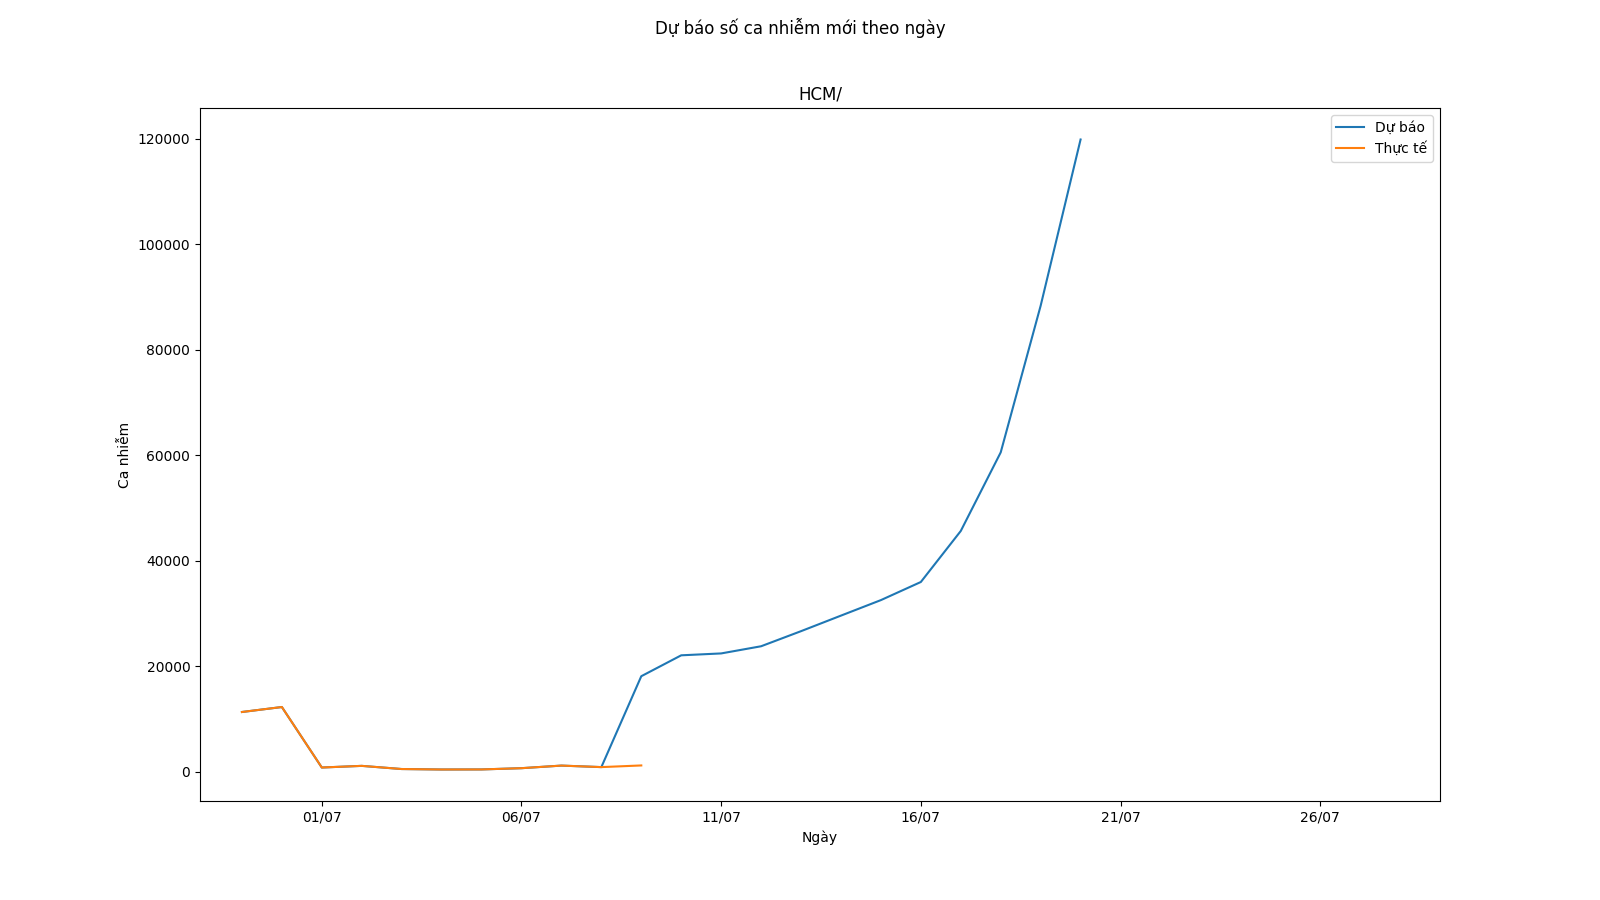 Dự báo số ca nhiễm mới theo ngày
HCM/
Dự báo
Thực tế
120000
100000
80000
60000
40000
20000
0
Ca nhiễm
01/07
06/07
11/07
16/07
21/07
26/07
Ngày